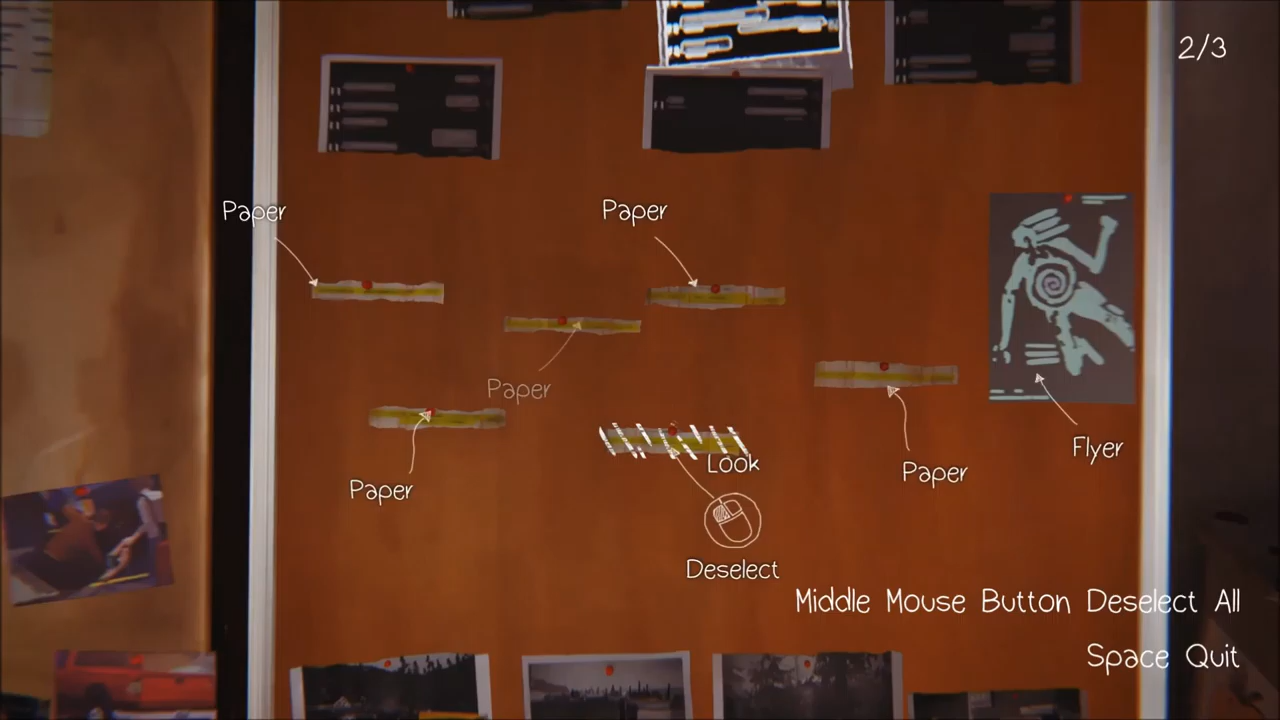 2/3
Paper
Paper
Paper
Look
Flyer
Paper
Paper
Deselect
Middle Mouse Button Deselect All
Space Quit